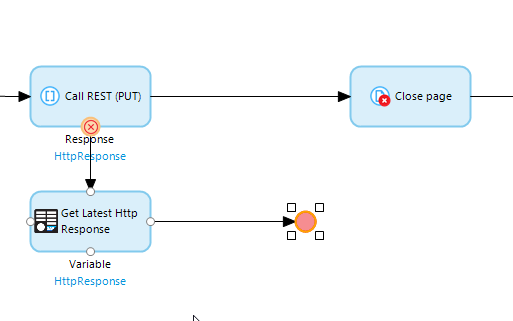 Call REST (PUT)
Close page
Response
HttpResponse
Get Latest Http
Response
Variable
HttpResponse